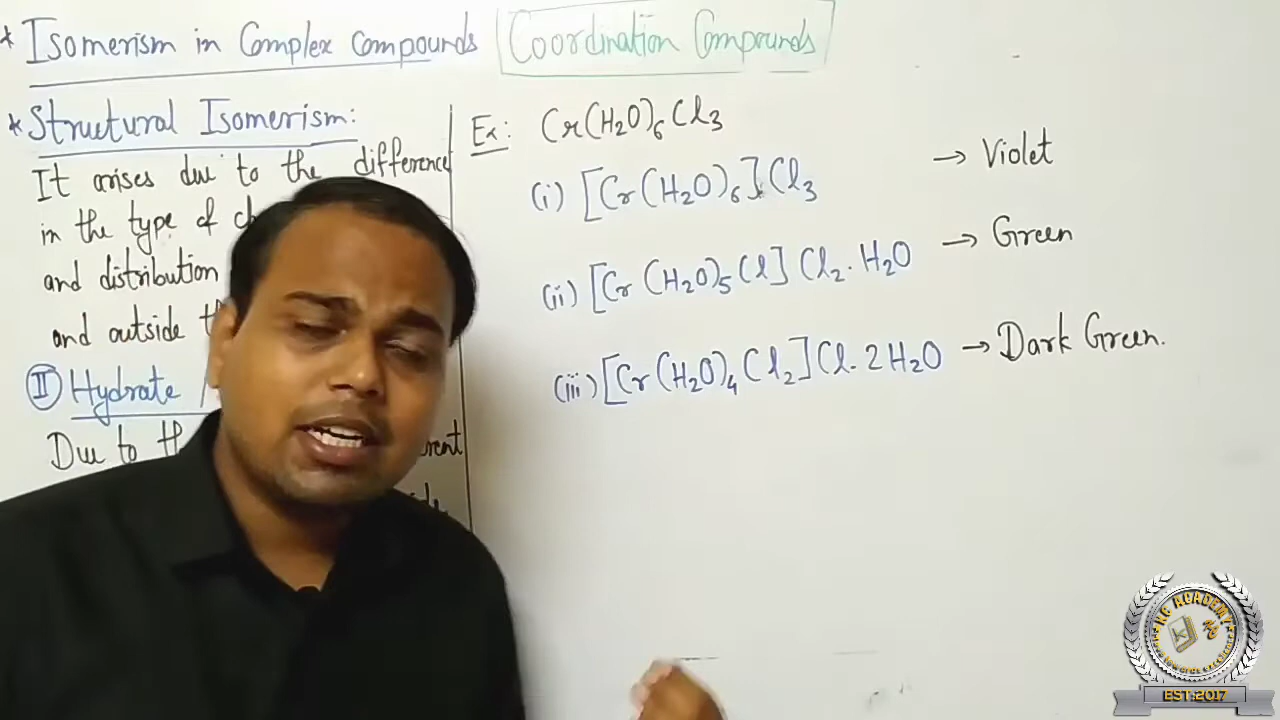 * Isomerism in Complex Compounds
Coordination Compounds
* Structural Isomerism:
It arises due to the difference
in the type of
and distribution
and outside
II Hydrate /
Due to
Ex: Cr(H2O)6Cl3
(i) [Cr(H2O)6]Cl3 → Violet
(ii) [Cr(H2O)5Cl]Cl2.H2O → Green
(iii) [Cr(H2O)4Cl2]Cl.2H2O → Dark Green.
KG ACADEMY
EST:2017